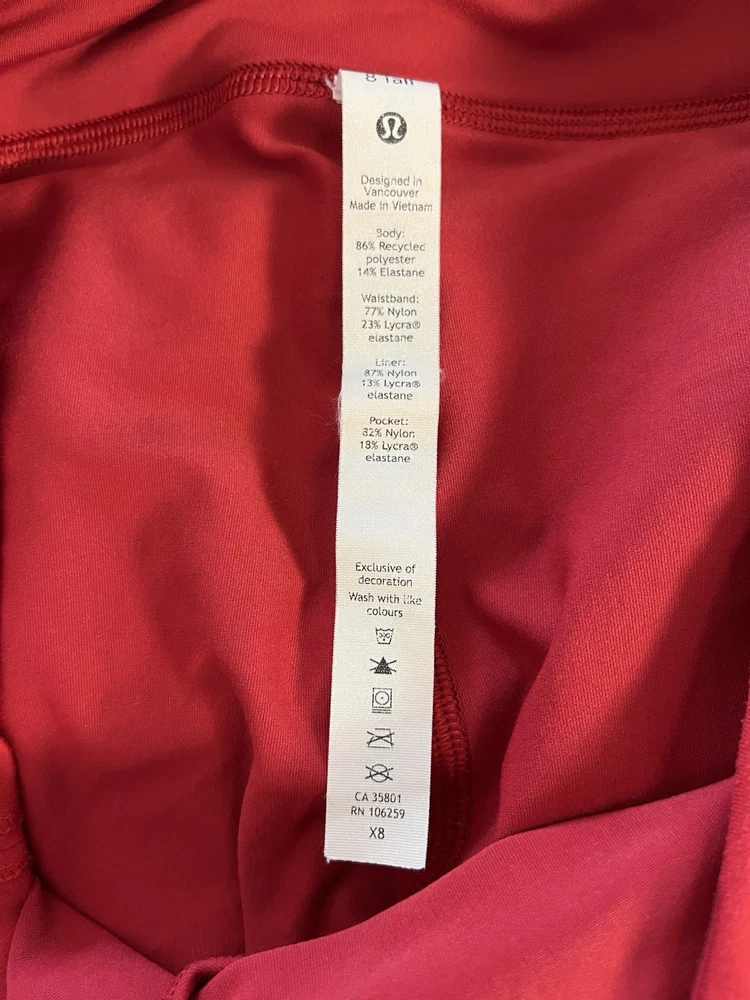 8 Tall
Designed in
Vancouver
Made in Vietnam
Body:
86% Recycled
polyester
14% Elastane
Waistband:
77% Nylon
23% Lycra®
elastane
Liner:
87% Nylon
13% Lycra®
elastane
Pocket:
82% Nylon
18% Lycra®
elastane
Exclusive of
decoration
Wash with like
colours
30C
CA 35801
RN 106259
X8